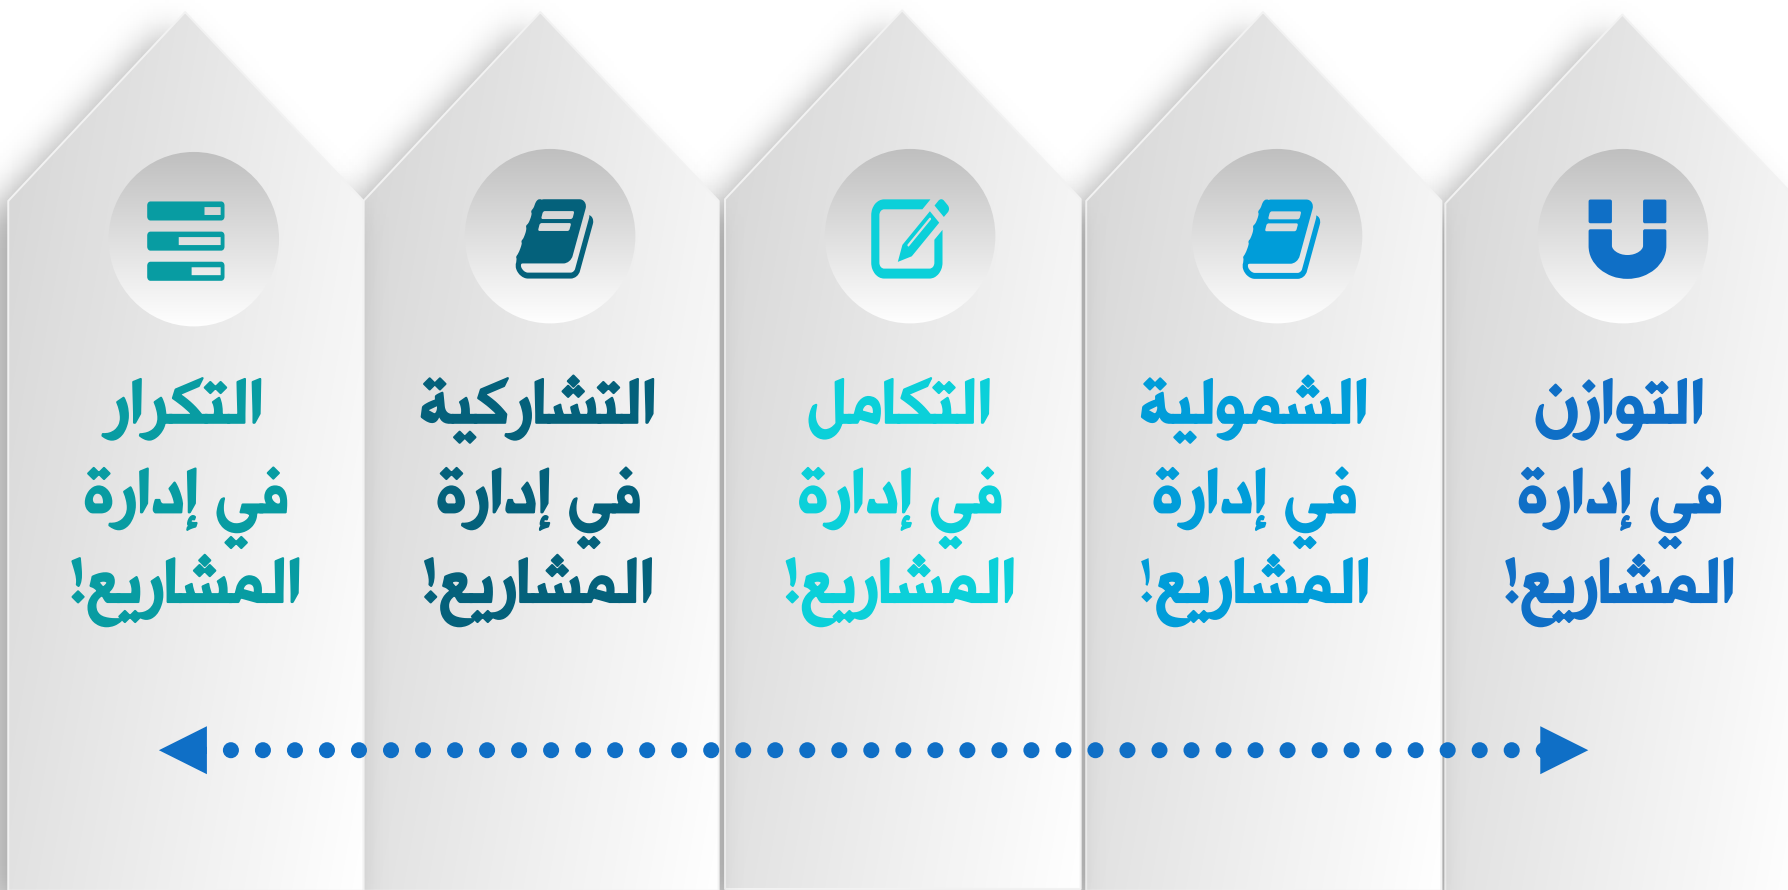 التوازن
في إدارة
المشاريع!
الشمولية
في إدارة
المشاريع!
التكامل
في إدارة
المشاريع!
التشاركية
في إدارة
المشاريع!
التكرار
في إدارة
المشاريع!